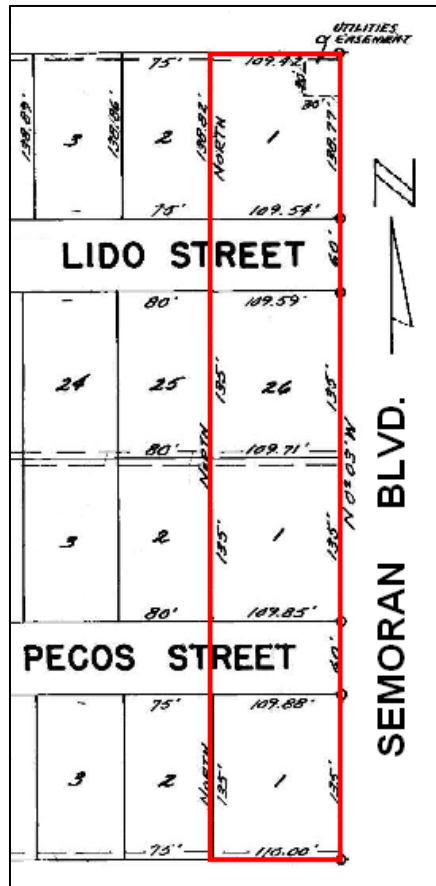 UTILITIES
EASEMENT
75' 109.42'
30'
30'
138.89' 138.86' 138.82' NORTH 138.77'
3 2 1
75' 109.54'
LIDO STREET 60'
80' 109.59'
24 25 26
135' 135'
NORTH
80' 109.71'
N 0°03'W
SEMORAN BLVD.
135' 135'
3 2 1
80' 109.85'
PECOS STREET 60'
75' 109.88'
3 2 1
NORTH 135' 135'
75' 110.00'
N